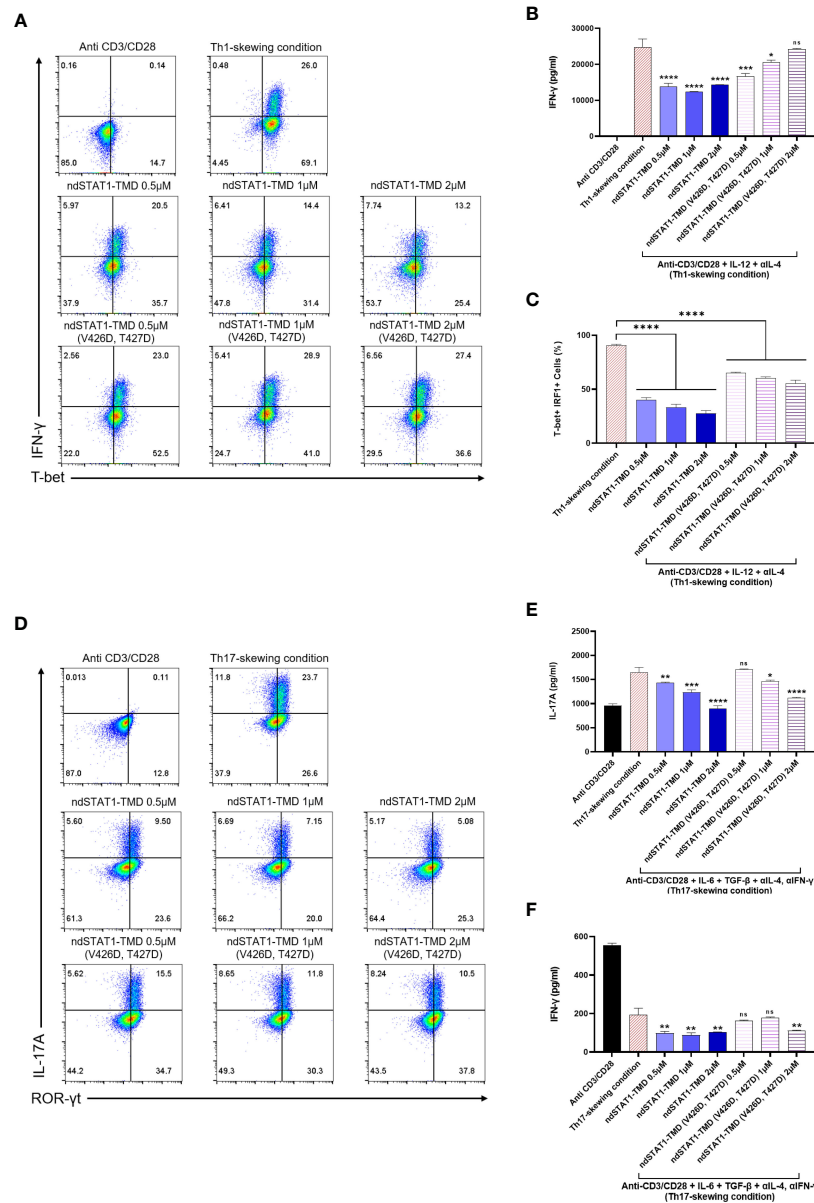 A
Anti CD3/CD28
Th1-skewing condition
0.16 0.14
85.0 14.7
0.48 26.0
4.45 69.1
ndSTAT1-TMD 0.5μM
ndSTAT1-TMD 1μM
ndSTAT1-TMD 2μM
5.97 20.5
37.9 35.7
6.41 14.4
47.8 31.4
7.74 13.2
53.7 25.4
ndSTAT1-TMD 0.5μM
(V426D, T427D)
ndSTAT1-TMD 1μM
(V426D, T427D)
ndSTAT1-TMD 2μM
(V426D, T427D)
2.56 23.0
22.0 52.5
5.41 28.9
24.7 41.0
6.56 27.4
29.5 36.6
IFN-γ
T-bet
B
IFN-γ (pg/ml)
30000
20000
10000
0
****
****
****
***
*
ns
Anti CD3/CD28
Th1-skewing condition
ndSTAT1-TMD 0.5μM
ndSTAT1-TMD 1μM
ndSTAT1-TMD 2μM
ndSTAT1-TMD (V426D, T427D) 0.5μM
ndSTAT1-TMD (V426D, T427D) 1μM
ndSTAT1-TMD (V426D, T427D) 2μM
Anti-CD3/CD28 + IL-12 + αIL-4
(Th1-skewing condition)
C
T-bet+ IRF1+ Cells (%)
100
50
0
****
****
Th1-skewing condition
ndSTAT1-TMD 0.5μM
ndSTAT1-TMD 1μM
ndSTAT1-TMD 2μM
ndSTAT1-TMD (V426D, T427D) 0.5μM
ndSTAT1-TMD (V426D, T427D) 1μM
ndSTAT1-TMD (V426D, T427D) 2μM
Anti-CD3/CD28 + IL-12 + αIL-4
(Th1-skewing condition)
D
Anti CD3/CD28
Th17-skewing condition
0.013 0.11
87.0 12.8
11.8 23.7
37.9 26.6
ndSTAT1-TMD 0.5μM
ndSTAT1-TMD 1μM
ndSTAT1-TMD 2μM
5.60 9.50
61.3 23.6
6.69 7.15
66.2 20.0
5.17 5.08
64.4 25.3
ndSTAT1-TMD 0.5μM
(V426D, T427D)
ndSTAT1-TMD 1μM
(V426D, T427D)
ndSTAT1-TMD 2μM
(V426D, T427D)
5.62 15.5
44.2 34.7
8.65 11.8
49.3 30.3
8.24 10.5
43.5 37.8
IL-17A
ROR-γt
E
IL-17A (pg/ml)
2500
2000
1500
1000
500
0
**
***
****
ns
*
****
Anti CD3/CD28
Th17-skewing condition
ndSTAT1-TMD 0.5μM
ndSTAT1-TMD 1μM
ndSTAT1-TMD 2μM
ndSTAT1-TMD (V426D, T427D) 0.5μM
ndSTAT1-TMD (V426D, T427D) 1μM
ndSTAT1-TMD (V426D, T427D) 2μM
Anti-CD3/CD28 + IL-6 + TGF-β + αIL-4, αIFN-γ
(Th17-skewing condition)
F
IFN-γ (pg/ml)
600
400
200
0
**
**
**
ns
ns
**
Anti CD3/CD28
Th17-skewing condition
ndSTAT1-TMD 0.5μM
ndSTAT1-TMD 1μM
ndSTAT1-TMD 2μM
ndSTAT1-TMD (V426D, T427D) 0.5μM
ndSTAT1-TMD (V426D, T427D) 1μM
ndSTAT1-TMD (V426D, T427D) 2μM
Anti-CD3/CD28 + IL-6 + TGF-β + αIL-4, αIFN-γ
(Th17-skewing condition)